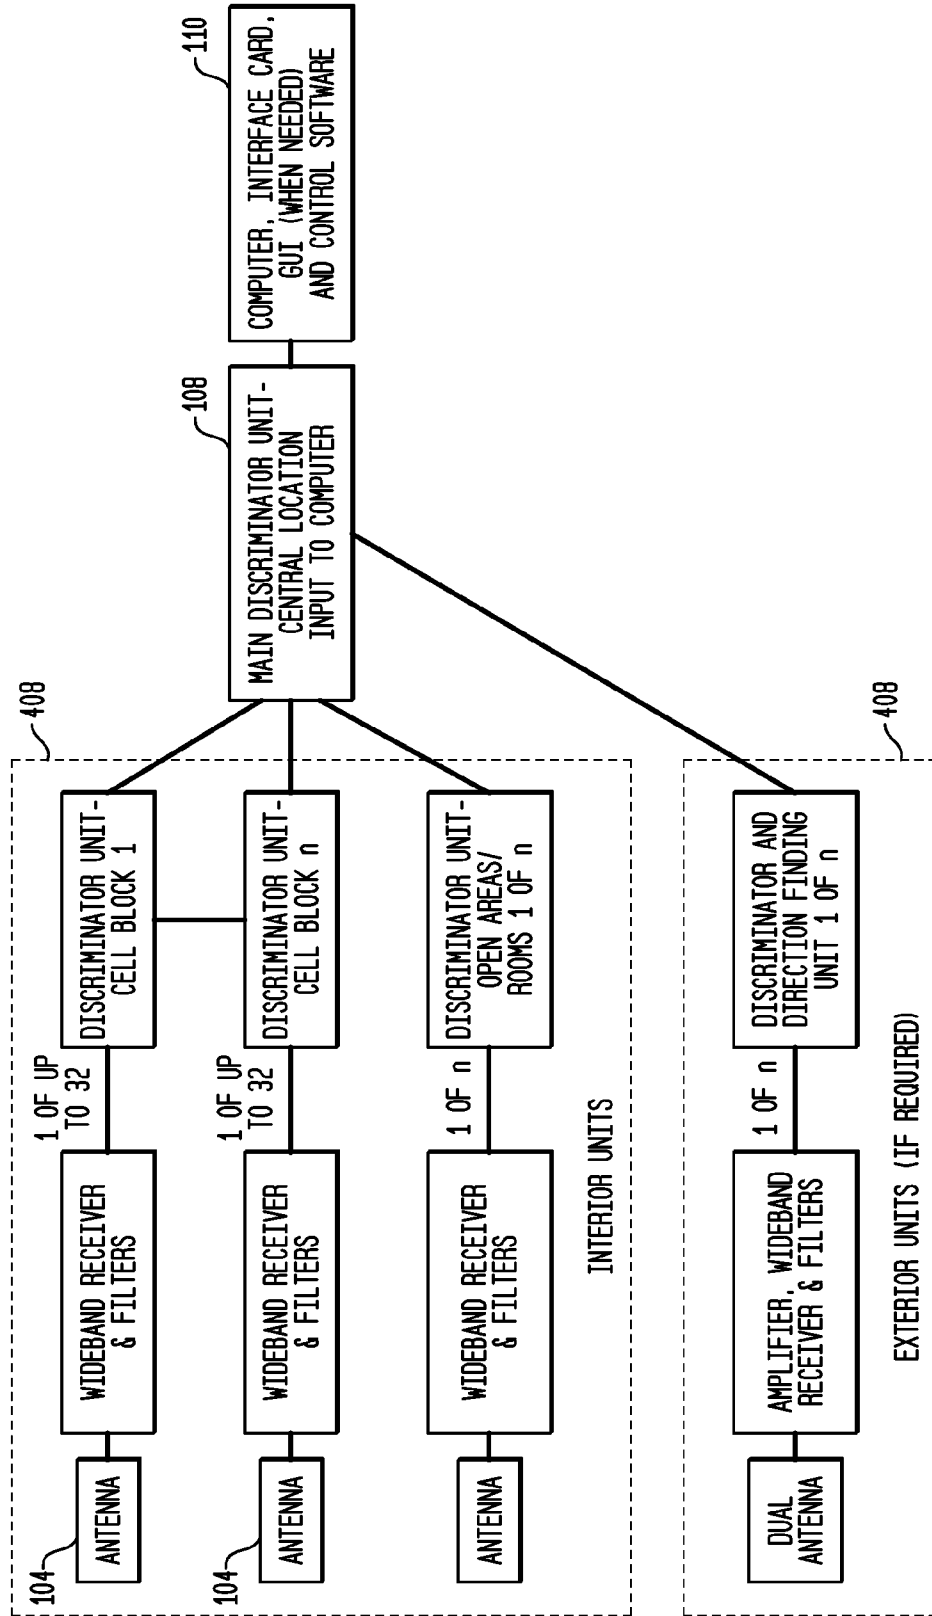 408
104
ANTENNA
WIDEBAND RECEIVER
& FILTERS
1 OF UP
TO 32
DISCRIMINATOR UNIT-
CELL BLOCK 1
104
ANTENNA
WIDEBAND RECEIVER
& FILTERS
1 OF UP
TO 32
DISCRIMINATOR UNIT-
CELL BLOCK n
ANTENNA
WIDEBAND RECEIVER
& FILTERS
1 OF n
DISCRIMINATOR UNIT-
OPEN AREAS/
ROOMS 1 OF n
INTERIOR UNITS
108
MAIN DISCRIMINATOR UNIT-
CENTRAL LOCATION
INPUT TO COMPUTER
110
COMPUTER, INTERFACE CARD,
GUI (WHEN NEEDED)
AND CONTROL SOFTWARE
408
DUAL
ANTENNA
AMPLIFIER, WIDEBAND
RECEIVER & FILTERS
1 OF n
DISCRIMINATOR AND
DIRECTION FINDING
UNIT 1 OF n
EXTERIOR UNITS (IF REQUIRED)